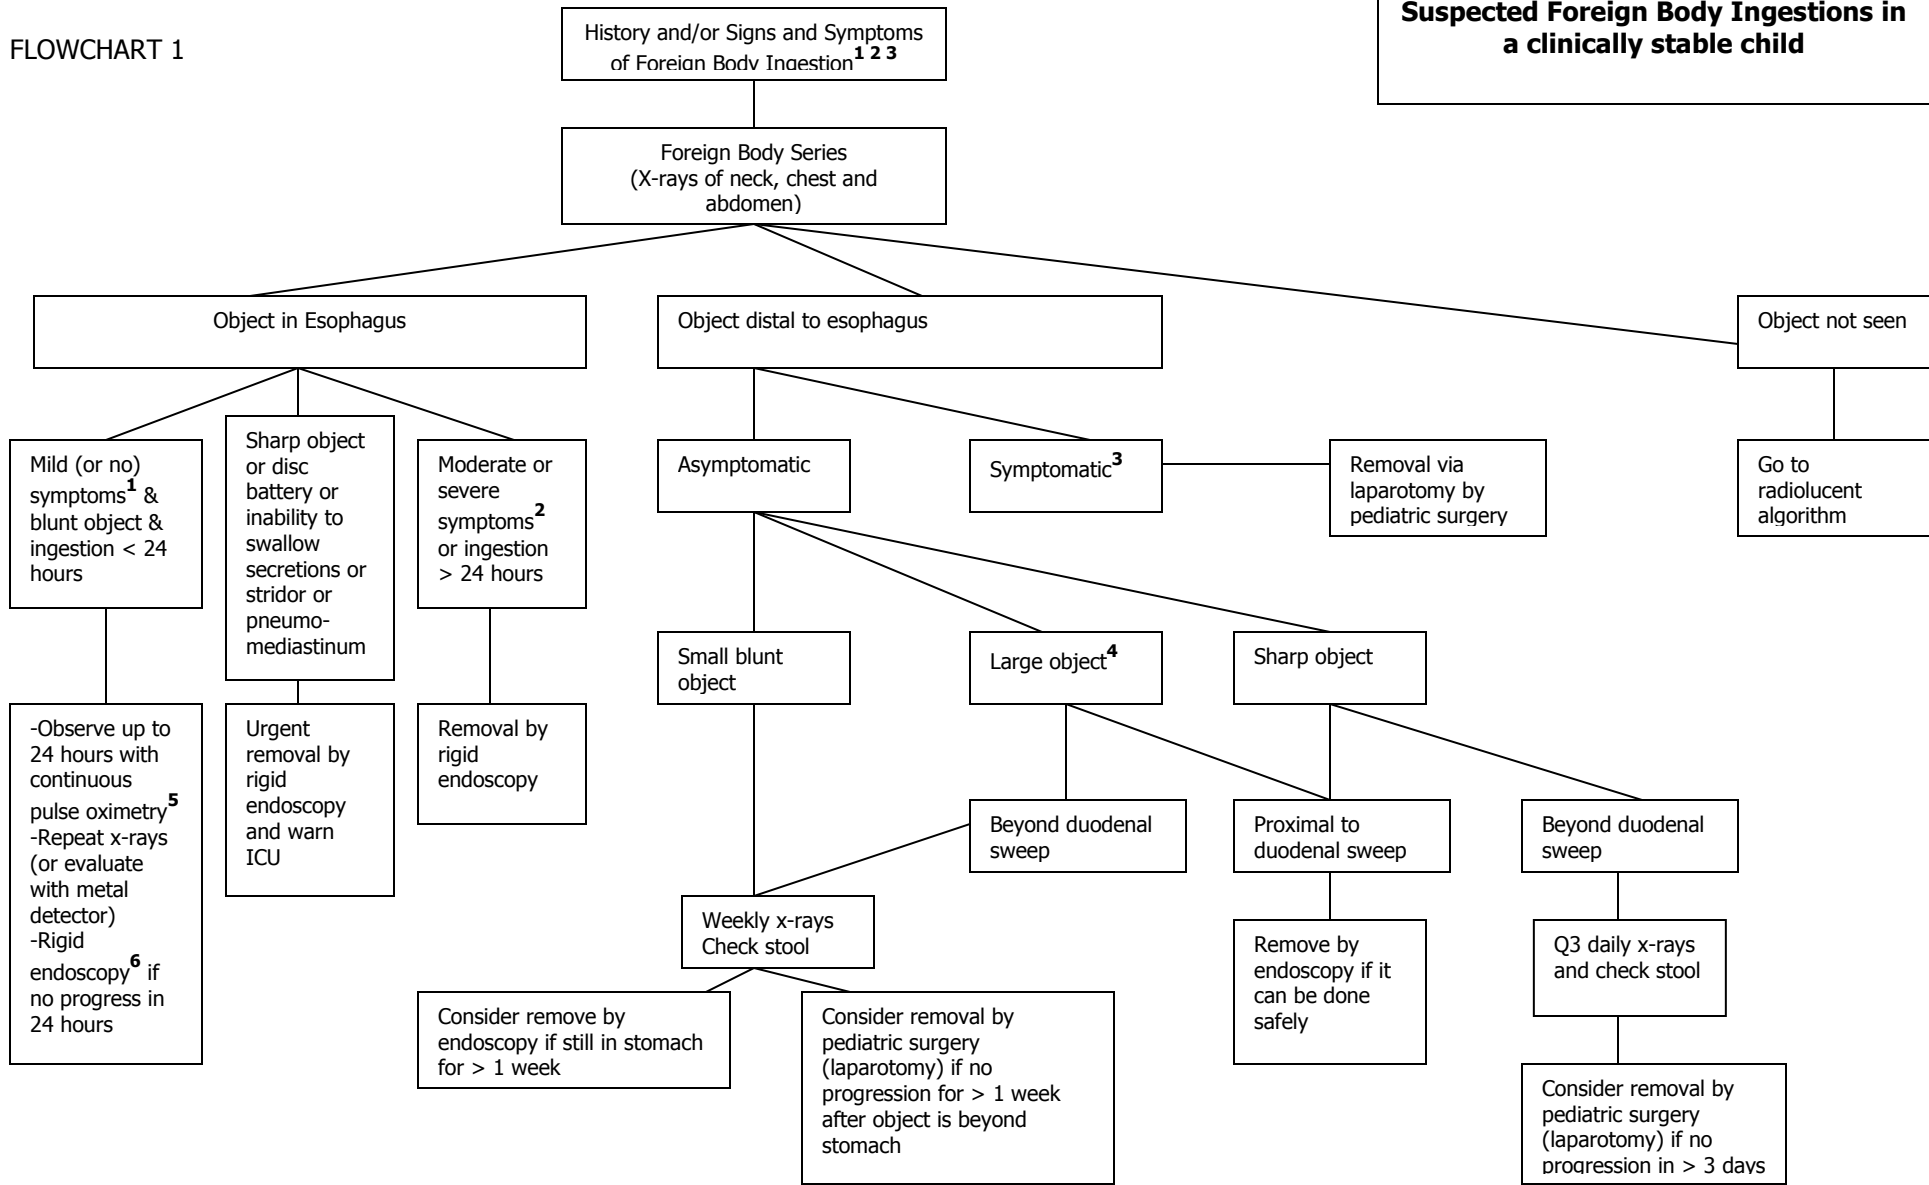 FLOWCHART 1
Suspected Foreign Body Ingestions in
a clinically stable child
History and/or Signs and Symptoms
of Foreign Body Ingestion1 2 3
Foreign Body Series
(X-rays of neck, chest and
abdomen)
Object in Esophagus
Object distal to esophagus
Object not seen
Mild (or no)
symptoms1 &
blunt object &
ingestion < 24
hours
Sharp object
or disc
battery or
inability to
swallow
secretions or
stridor or
pneumo-
mediastinum
Moderate or
severe
symptoms2
or ingestion
> 24 hours
Asymptomatic
Symptomatic3
Removal via
laparotomy by
pediatric surgery
Go to
radiolucent
algorithm
Small blunt
object
Large object4
Sharp object
-Observe up to
24 hours with
continuous
pulse oximetry5
-Repeat x-rays
(or evaluate
with metal
detector)
-Rigid
endoscopy6 if
no progress in
24 hours
Urgent
removal by
rigid
endoscopy
and warn
ICU
Removal by
rigid
endoscopy
Beyond duodenal
sweep
Proximal to
duodenal sweep
Beyond duodenal
sweep
Weekly x-rays
Check stool
Remove by
endoscopy if it
can be done
safely
Q3 daily x-rays
and check stool
Consider remove by
endoscopy if still in stomach
for > 1 week
Consider removal by
pediatric surgery
(laparotomy) if no
progression for > 1 week
after object is beyond
stomach
Consider removal by
pediatric surgery
(laparotomy) if no
progression in > 3 days